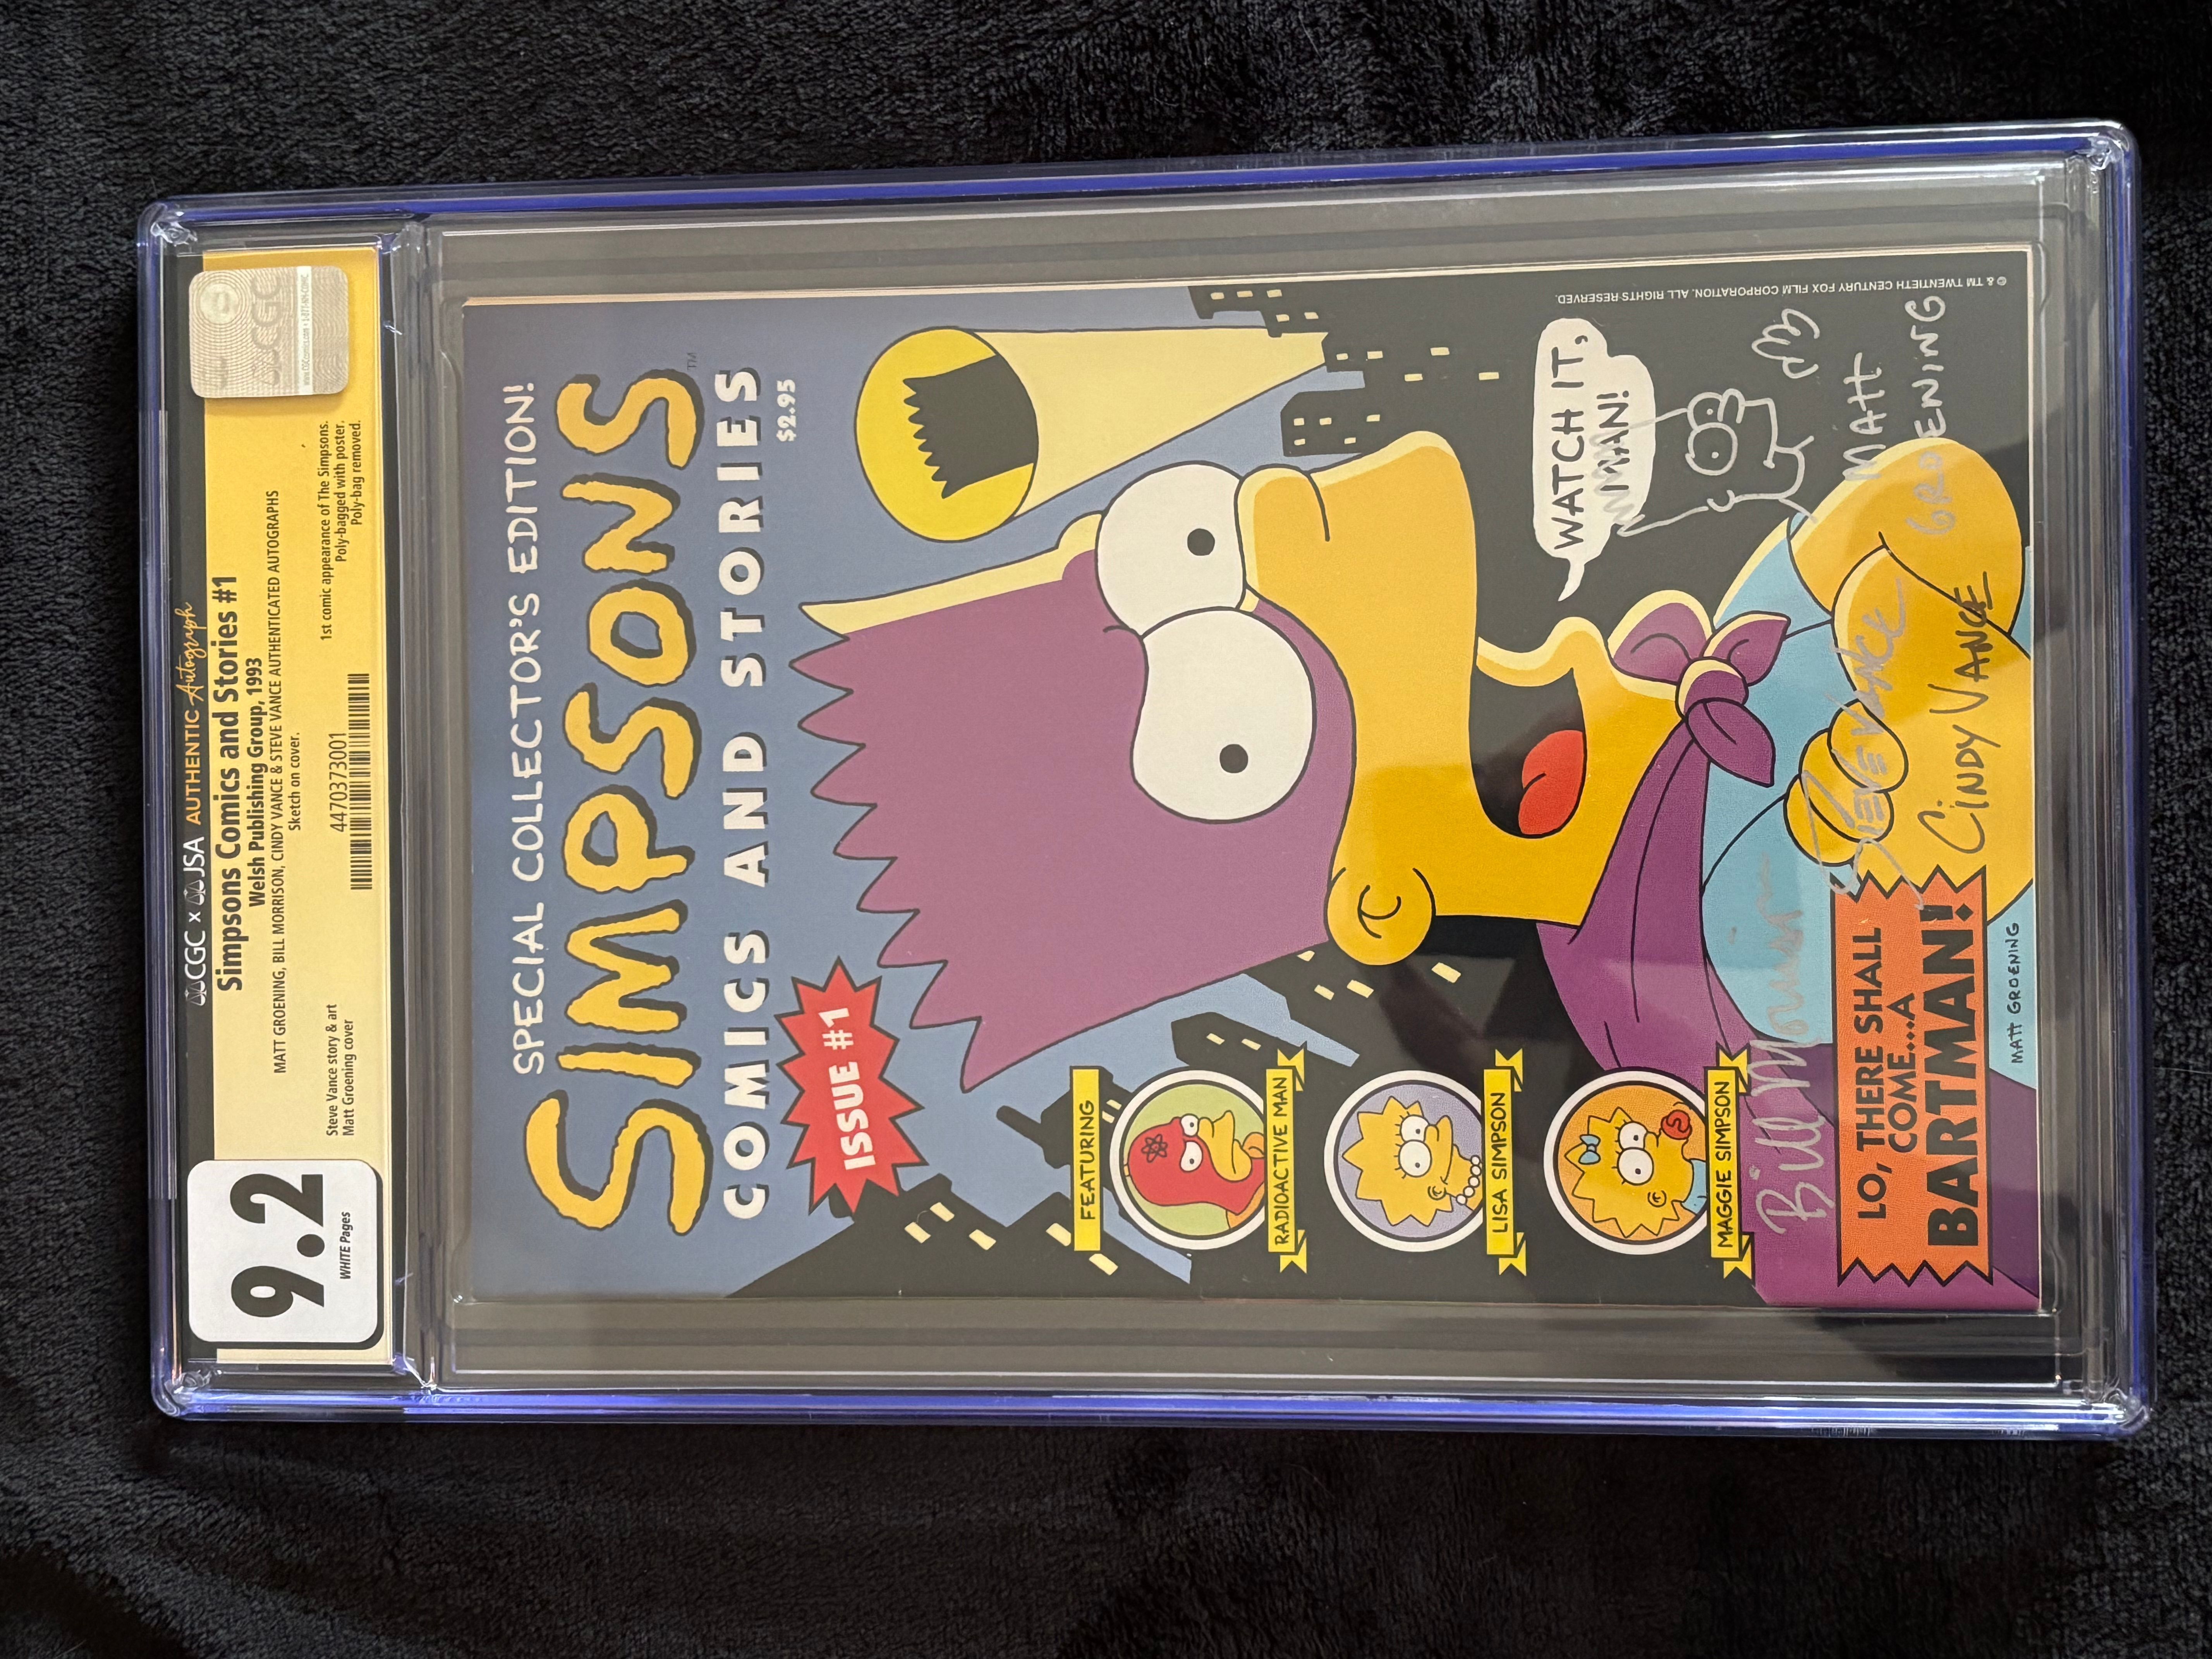 CGC x JSA AUTHENTIC Autograph
9.2
WHITE Pages
Simpsons Comics and Stories #1
Welsh Publishing Group, 1993
MATT GROENING, BILL MORRISON, CINDY VANCE & STEVE VANCE AUTHENTICATED AUTOGRAPHS
Sketch on cover.
Steve Vance story & art
Matt Groening cover
4470373001
1st comic appearance of The Simpsons.
Poly-bagged with poster.
Poly-bag removed.
CGC
SPECIAL COLLECTOR'S EDITION!
SIMPSONS
TM
COMICS AND STORIES
$2.95
ISSUE #1
FEATURING
RADIOACTIVE MAN
LISA SIMPSON
MAGGIE SIMPSON
WATCH IT,
MAN!
LO, THERE SHALL
COME....A
BARTMAN!
MATT GROENING
Bill Morrison
Steve Vance
CINDY VANCE
MATT
GROENING
© & TM TWENTIETH CENTURY FOX FILM CORPORATION. ALL RIGHTS RESERVED.